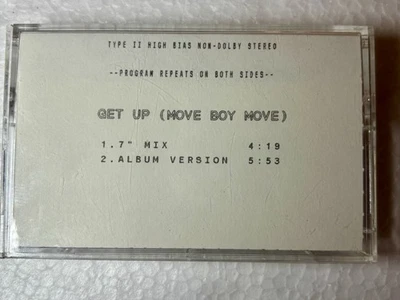 TYPE II HIGH BIAS NON-DOLBY STEREO
--PROGRAM REPEATS ON BOTH SIDES--
GET UP (MOVE BOY MOVE)
1.7" MIX 4:19
2.ALBUM VERSION 5:53